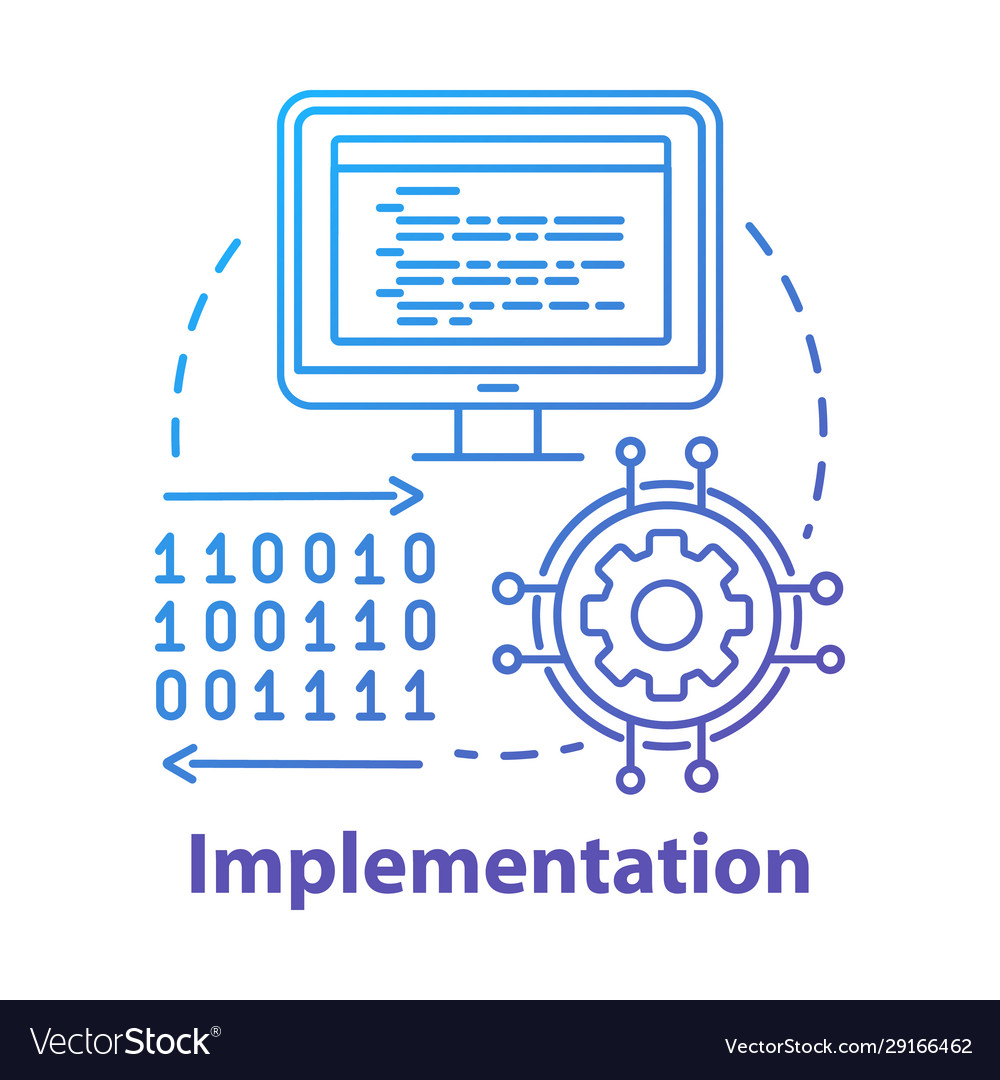 110010
100110
001111
Implementation
VectorStock®
VectorStock.com/29166462